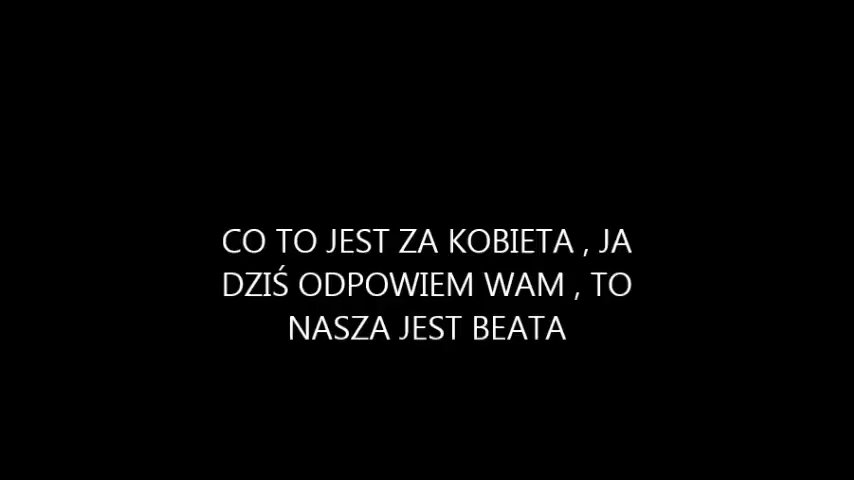 CO TO JEST ZA KOBIETA , JA
DZIŚ ODPOWIEM WAM , TO
NASZA JEST BEATA